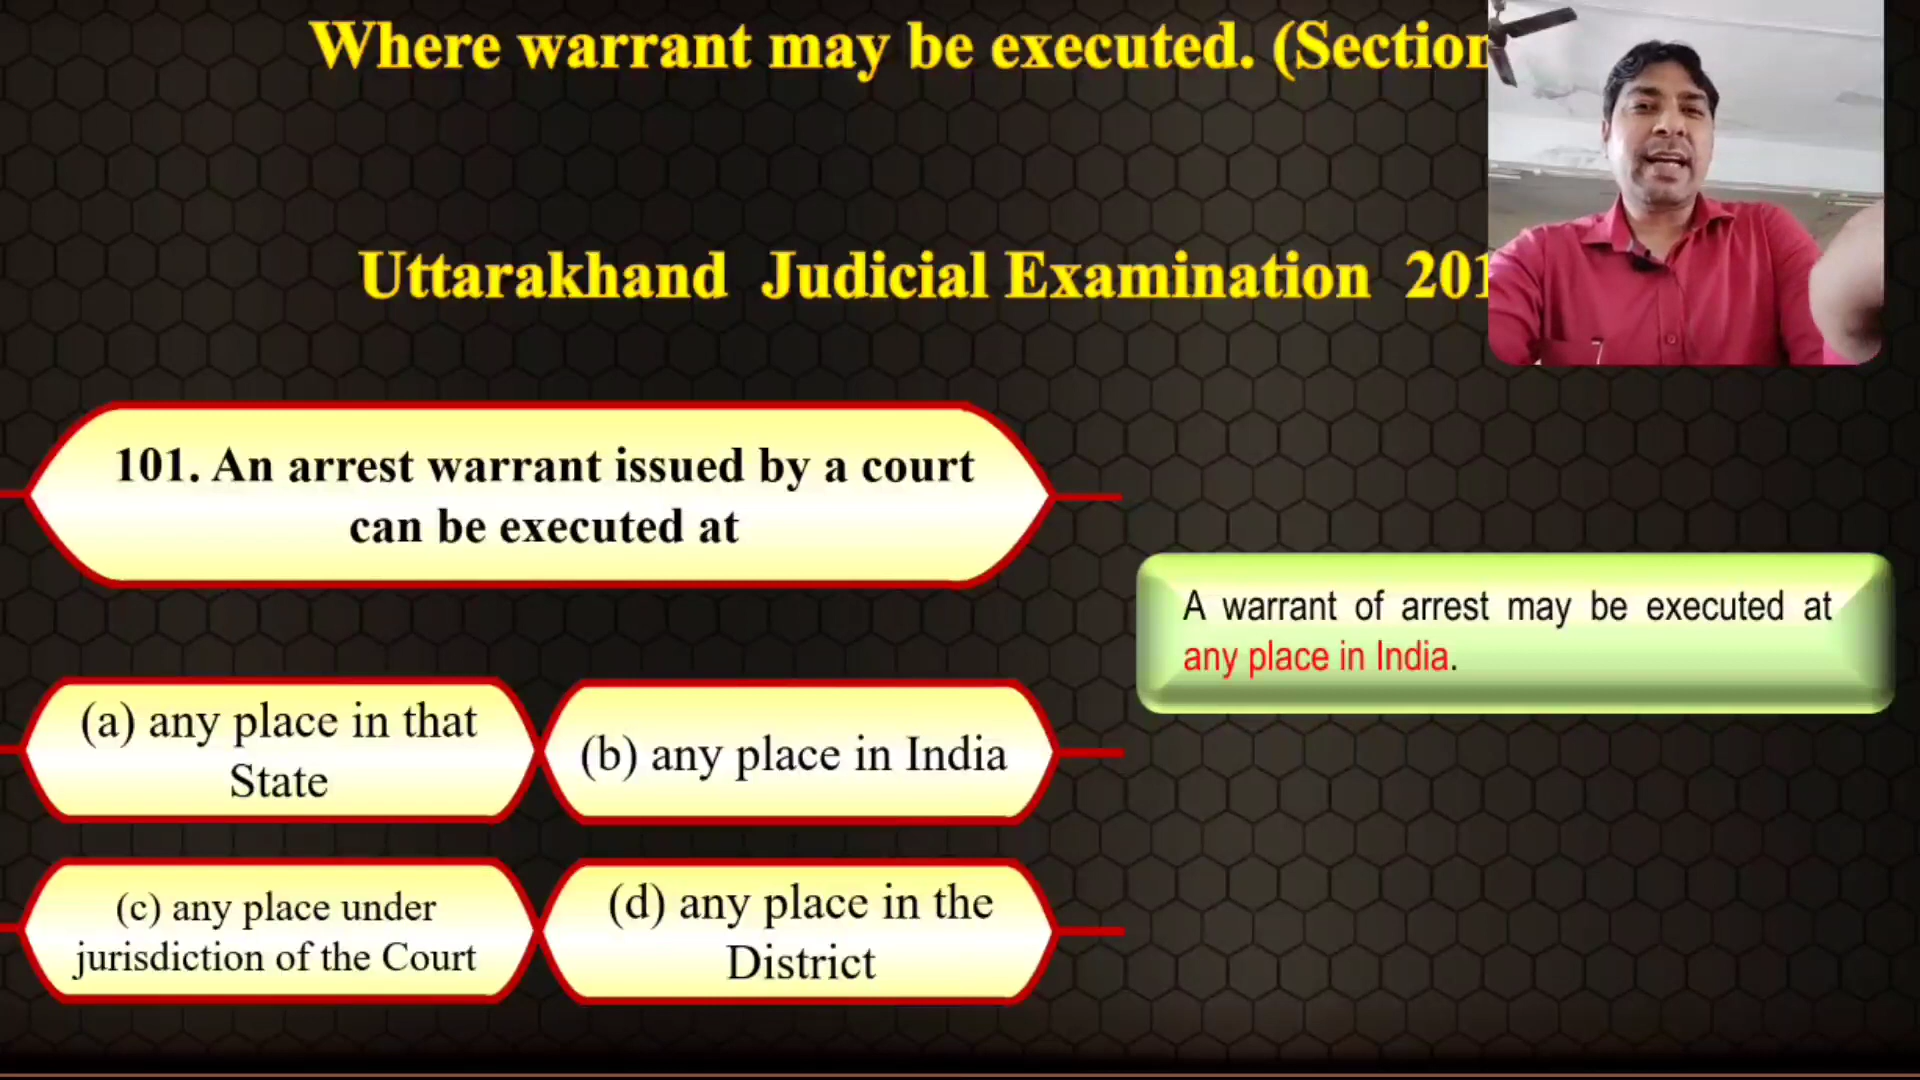 Where warrant may be executed. (Section
Uttarakhand Judicial Examination 201
101. An arrest warrant issued by a court
can be executed at
A warrant of arrest may be executed at
any place in India.
(a) any place in that
State
(b) any place in India
(c) any place under
jurisdiction of the Court
(d) any place in the
District